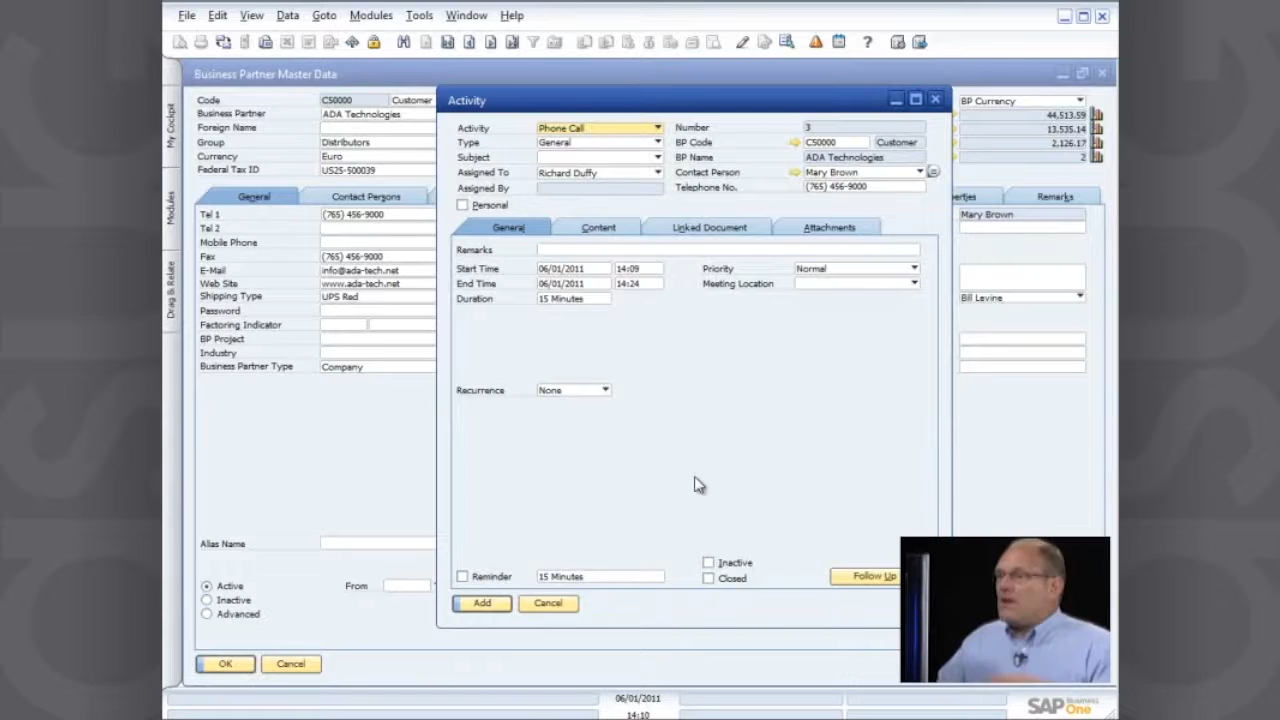 File Edit View Data Goto Modules Tools Window Help
Business Partner Master Data
Code C50000 Customer
Business Partner ADA Technologies
Foreign Name
Group Distributors
Currency Euro
Federal Tax ID US25-500039
BP Currency
44,513.59
13,535.14
2,126.17
2
General Contact Persons
Remarks
Tel 1 (765) 456-9000
Tel 2
Mobile Phone
Fax (765) 456-9000
E-Mail info@ada-tech.net
Web Site www.ada-tech.net
Shipping Type UPS Red
Password
Factoring Indicator
BP Project
Industry
Business Partner Type Company
Mary Brown
Bill Levine
Alias Name
Active From
Inactive
Advanced
OK Cancel
My Cockpit
Modules
Drag & Relate
Activity
Activity Phone Call Number 3
Type General BP Code C50000 Customer
Subject BP Name ADA Technologies
Assigned To Richard Duffy Contact Person Mary Brown
Assigned By Telephone No. (765) 456-9000
Personal
General Content Linked Document Attachments
Remarks
Start Time 06/01/2011 14:09 Priority Normal
End Time 06/01/2011 14:24 Meeting Location
Duration 15 Minutes
Recurrence None
Inactive
Reminder 15 Minutes Closed Follow Up
Add Cancel
06/01/2011
14:10
SAP Business One